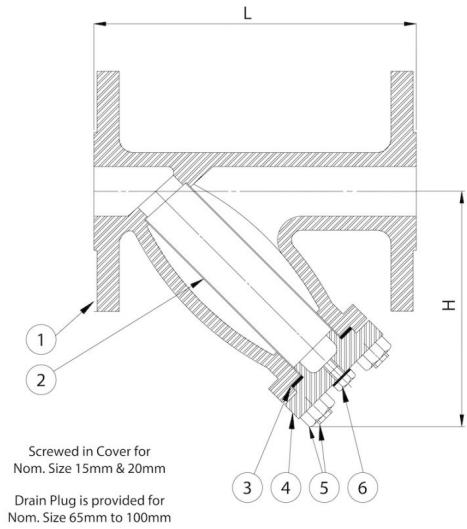 L
H
1
2
3
4
5
6
Screwed in Cover for
Nom. Size 15mm & 20mm
Drain Plug is provided for
Nom. Size 65mm to 100mm